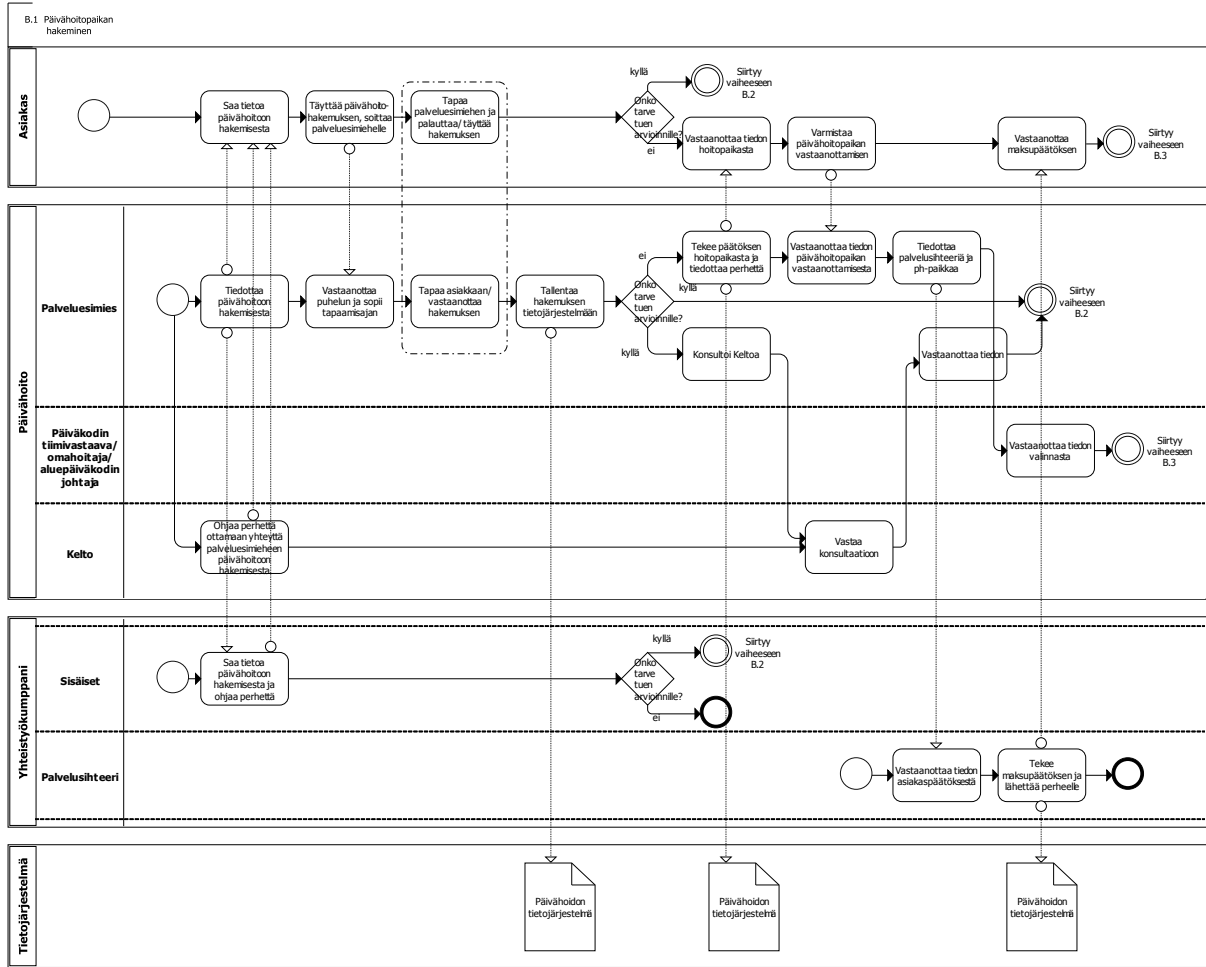 B.1 Päivähoitopaikan
hakeminen
Asiakas
Saa tietoa
päivähoitoon
hakemisesta
Täyttää päivähoito-
hakemuksen, soittaa
palveluesimiehelle
Tapaa
palveluesimiehen ja
palauttaa/ täyttää
hakemuksen
kyllä
Onko
tarve
tuen
arvioinnille?
ei
Siirtyy
vaiheeseen
B.2
Vastaanottaa tiedon
hoitopaikasta
Varmistaa
päivähoitopaikan
vastaanottamisen
Vastaanottaa
maksupäätöksen
Siirtyy
vaiheeseen
B.3
Päivähoito
Palveluesimies
Tiedottaa
päivähoitoon
hakemisesta
Vastaanottaa
puhelun ja sopii
tapaamisajan
Tapaa asiakkaan/
vastaanottaa
hakemuksen
Tallentaa
hakemuksen
tietojärjestelmään
ei
Onko
tarve
tuen
arvioinnille?
kyllä
kyllä
Tekee päätöksen
hoitopaikasta ja
tiedottaa perhettä
Vastaanottaa tiedon
päivähoitopaikan
vastaanottamisesta
Tiedottaa
palvelusihteeriä ja
ph-paikkaa
Siirtyy
vaiheeseen
B.2
Konsultoi Keltoa
Vastaanottaa tiedon
Päiväkodin
tiimivastaava/
omahoitaja/
aluepäiväkodin
johtaja
Vastaanottaa tiedon
valinnasta
Siirtyy
vaiheeseen
B.3
Kelto
Ohjaa perhettä
ottamaan yhteyttä
palveluesimieheen
päivähoitoon
hakemisesta
Vastaa
konsultaatioon
Yhteistyökumppani
Sisäiset
Saa tietoa
päivähoitoon
hakemisesta ja
ohjaa perhettä
kyllä
Onko
tarve
tuen
arvioinnille?
ei
Siirtyy
vaiheeseen
B.2
Palvelusihteeri
Vastaanottaa tiedon
asiakaspäätöksestä
Tekee
maksupäätöksen ja
lähettää perheelle
Tietojärjestelmä
Päivähoidon
tietojärjestelmä
Päivähoidon
tietojärjestelmä
Päivähoidon
tietojärjestelmä